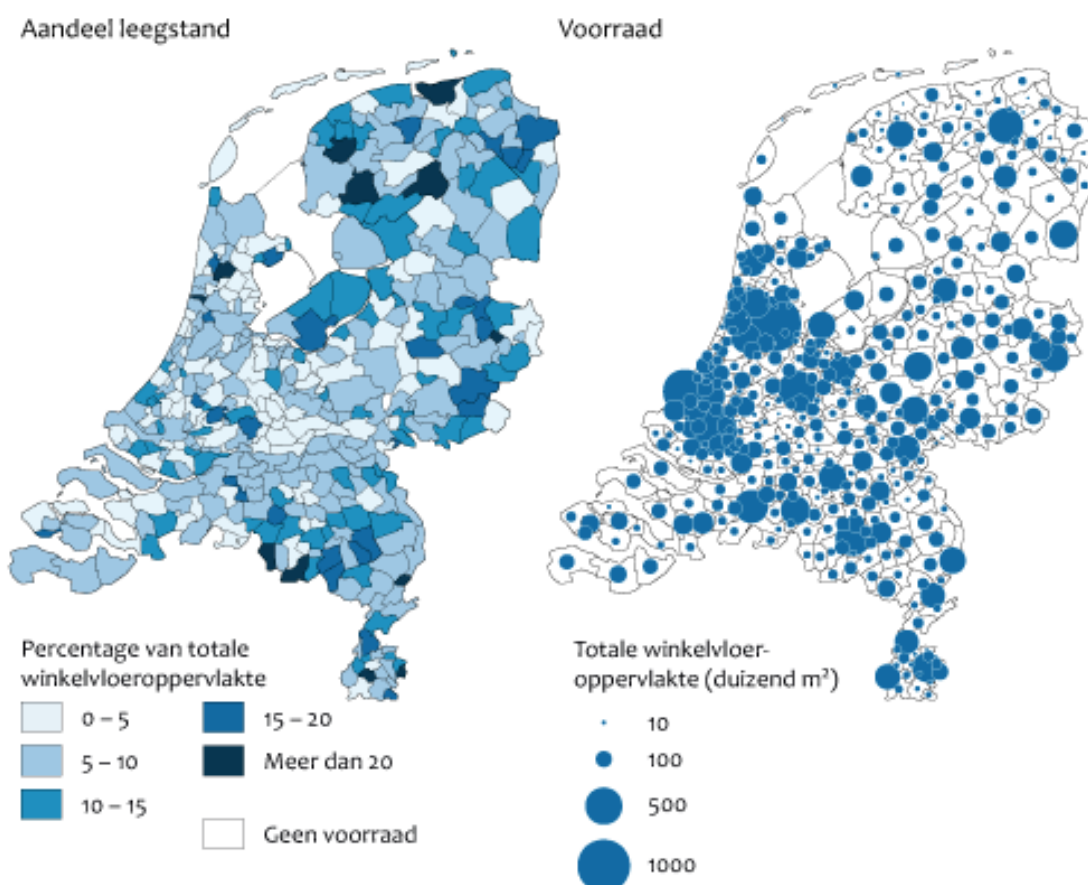 Aandeel leegstand
Voorraad
Percentage van totale
winkelvloeroppervlakte
0 – 5
5 – 10
10 – 15
15 – 20
Meer dan 20
Geen voorraad
Totale winkelvloer-
oppervlakte (duizend m²)
10
100
500
1000